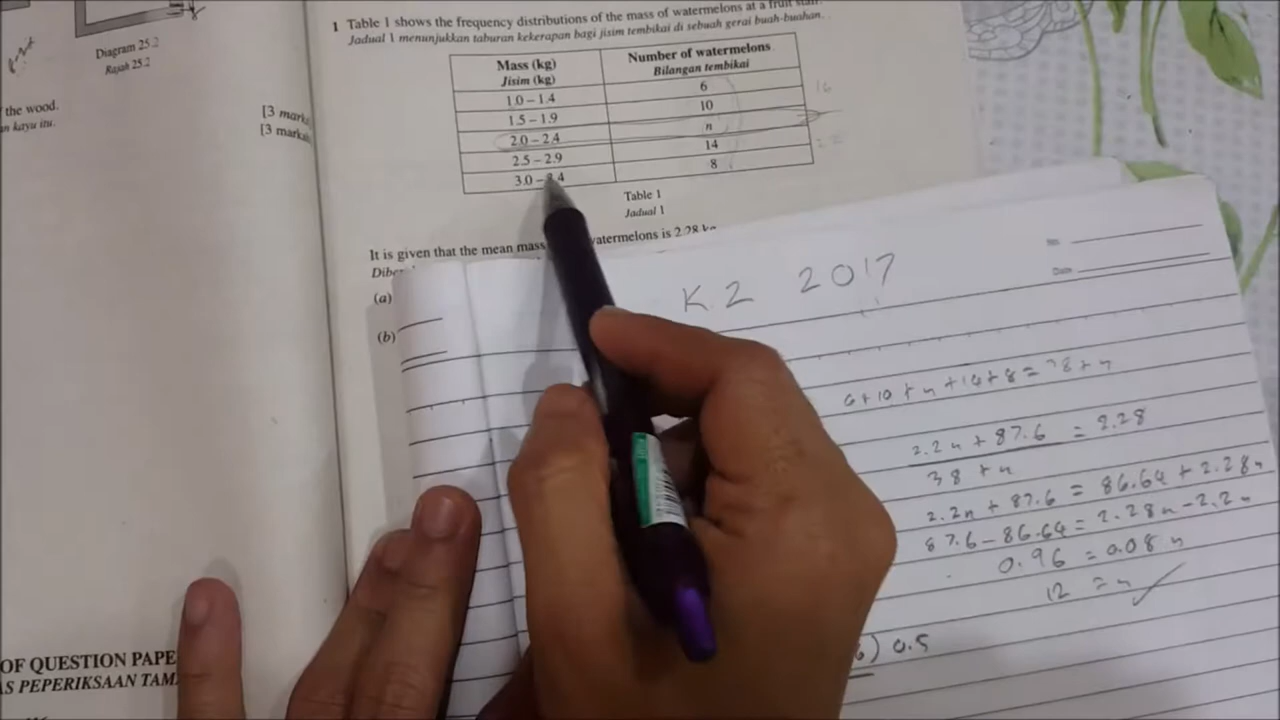 Diagram 25.2
Rajah 25.2
the wood.
kayu itu.
[3 mark
[3 marka
OF QUESTION PAPE
AS PEPERIKSAAN TAM
1 Table 1 shows the frequency distributions of the mass of watermelons at a fruit stall.
Jadual 1 menunjukkan taburan kekerapan bagi jisim tembikai di sebuah gerai buah-buahan.
Mass (kg) Number of watermelons
Jisim (kg) Bilangan tembikai
1.0 – 1.4 6
1.5 – 1.9 10
2.0 – 2.4 n
2.5 – 2.9 14
3.0 – 3.4 8
16
Table 1
Jadual 1
It is given that the mean mass watermelons is 2.28 k
Dibe
(a)
(b)
No
Date
K2 2017
6+10+n+14+8=38+n
2.2n + 87.6 = 2.28
38 + n
2.2n + 87.6 = 86.64 + 2.28n
87.6 – 86.64 = 2.28n – 2.2n
0.96 = 0.08n
12 = n ✓
) 0.5